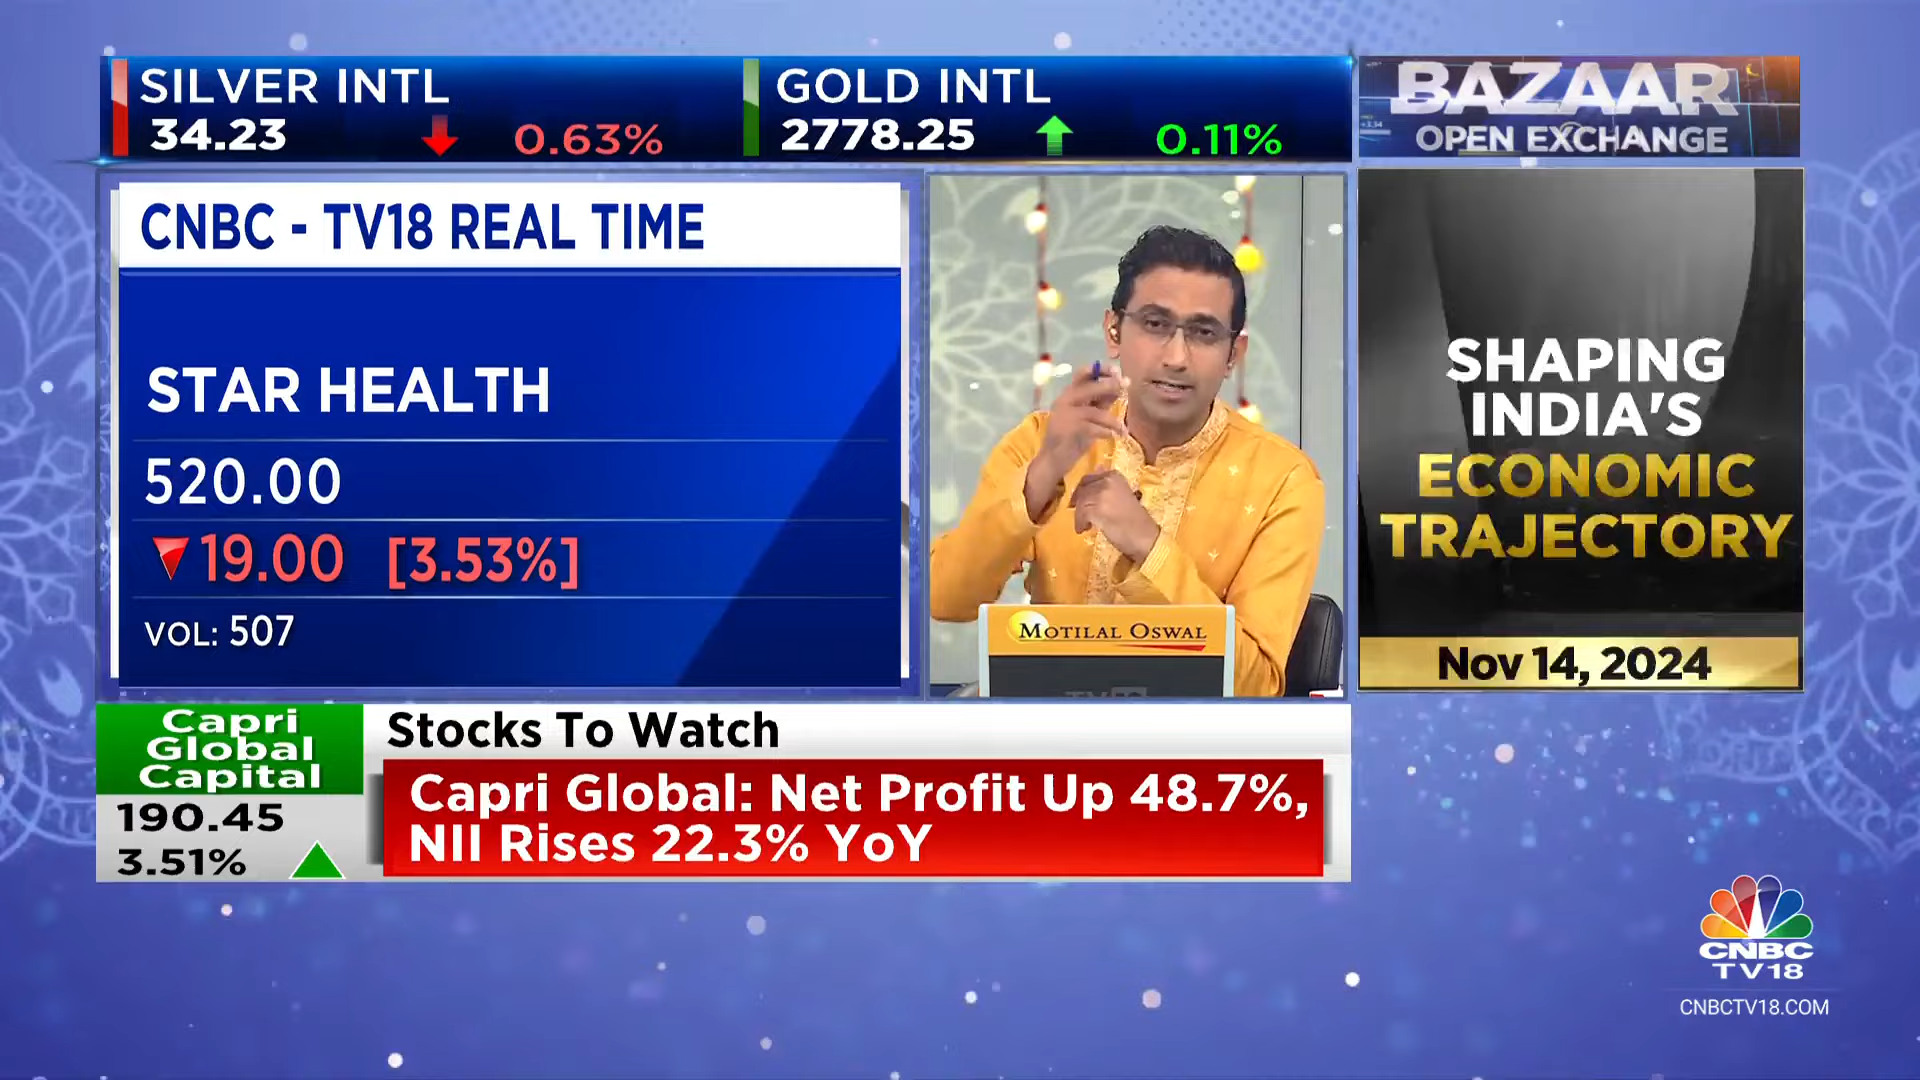 SILVER INTL
34.23 0.63%
GOLD INTL
2778.25 0.11%
BAZAAR
OPEN EXCHANGE
CNBC - TV18 REAL TIME
STAR HEALTH
520.00
19.00 [3.53%]
VOL: 507
MOTILAL OSWAL
TV18
SHAPING
INDIA'S
ECONOMIC
TRAJECTORY
Nov 14, 2024
Capri
Global
Capital
190.45
3.51%
Stocks To Watch
Capri Global: Net Profit Up 48.7%,
NII Rises 22.3% YoY
CNBC
TV18
CNBCTV18.COM